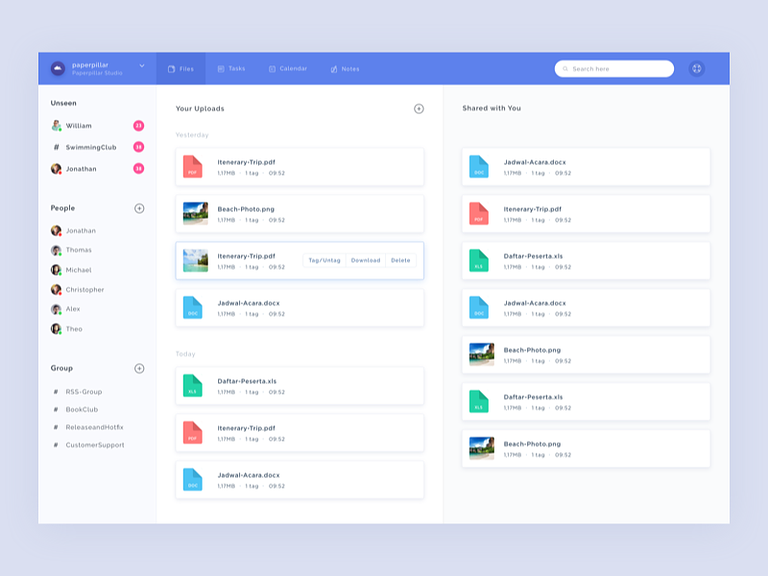 paperpillar
Paperpillar Studio
Files
Tasks
Calendar
Notes
Search here
Unseen
William 23
# SwimmingClub 38
Jonathan 38
People
Jonathan
Thomas
Michael
Christopher
Alex
Theo
Group
# RSS-Group
# BookClub
# ReleaseandHotfix
# CustomerSupport
Your Uploads
Yesterday
PDF
Itenerary-Trip.pdf
1,17MB · 1 tag · 09:52
Beach-Photo.png
1,17MB · 1 tag · 09:52
Itenerary-Trip.pdf
1,17MB · 1 tag · 09:52
Tag/Untag Download Delete
DOC
Jadwal-Acara.docx
1,17MB · 1 tag · 09:52
Today
XLS
Daftar-Peserta.xls
1,17MB · 1 tag · 09:52
PDF
Itenerary-Trip.pdf
1,17MB · 1 tag · 09:52
DOC
Jadwal-Acara.docx
1,17MB · 1 tag · 09:52
Shared with You
DOC
Jadwal-Acara.docx
1,17MB · 1 tag · 09:52
PDF
Itenerary-Trip.pdf
1,17MB · 1 tag · 09:52
XLS
Daftar-Peserta.xls
1,17MB · 1 tag · 09:52
DOC
Jadwal-Acara.docx
1,17MB · 1 tag · 09:52
Beach-Photo.png
1,17MB · 1 tag · 09:52
XLS
Daftar-Peserta.xls
1,17MB · 1 tag · 09:52
Beach-Photo.png
1,17MB · 1 tag · 09:52